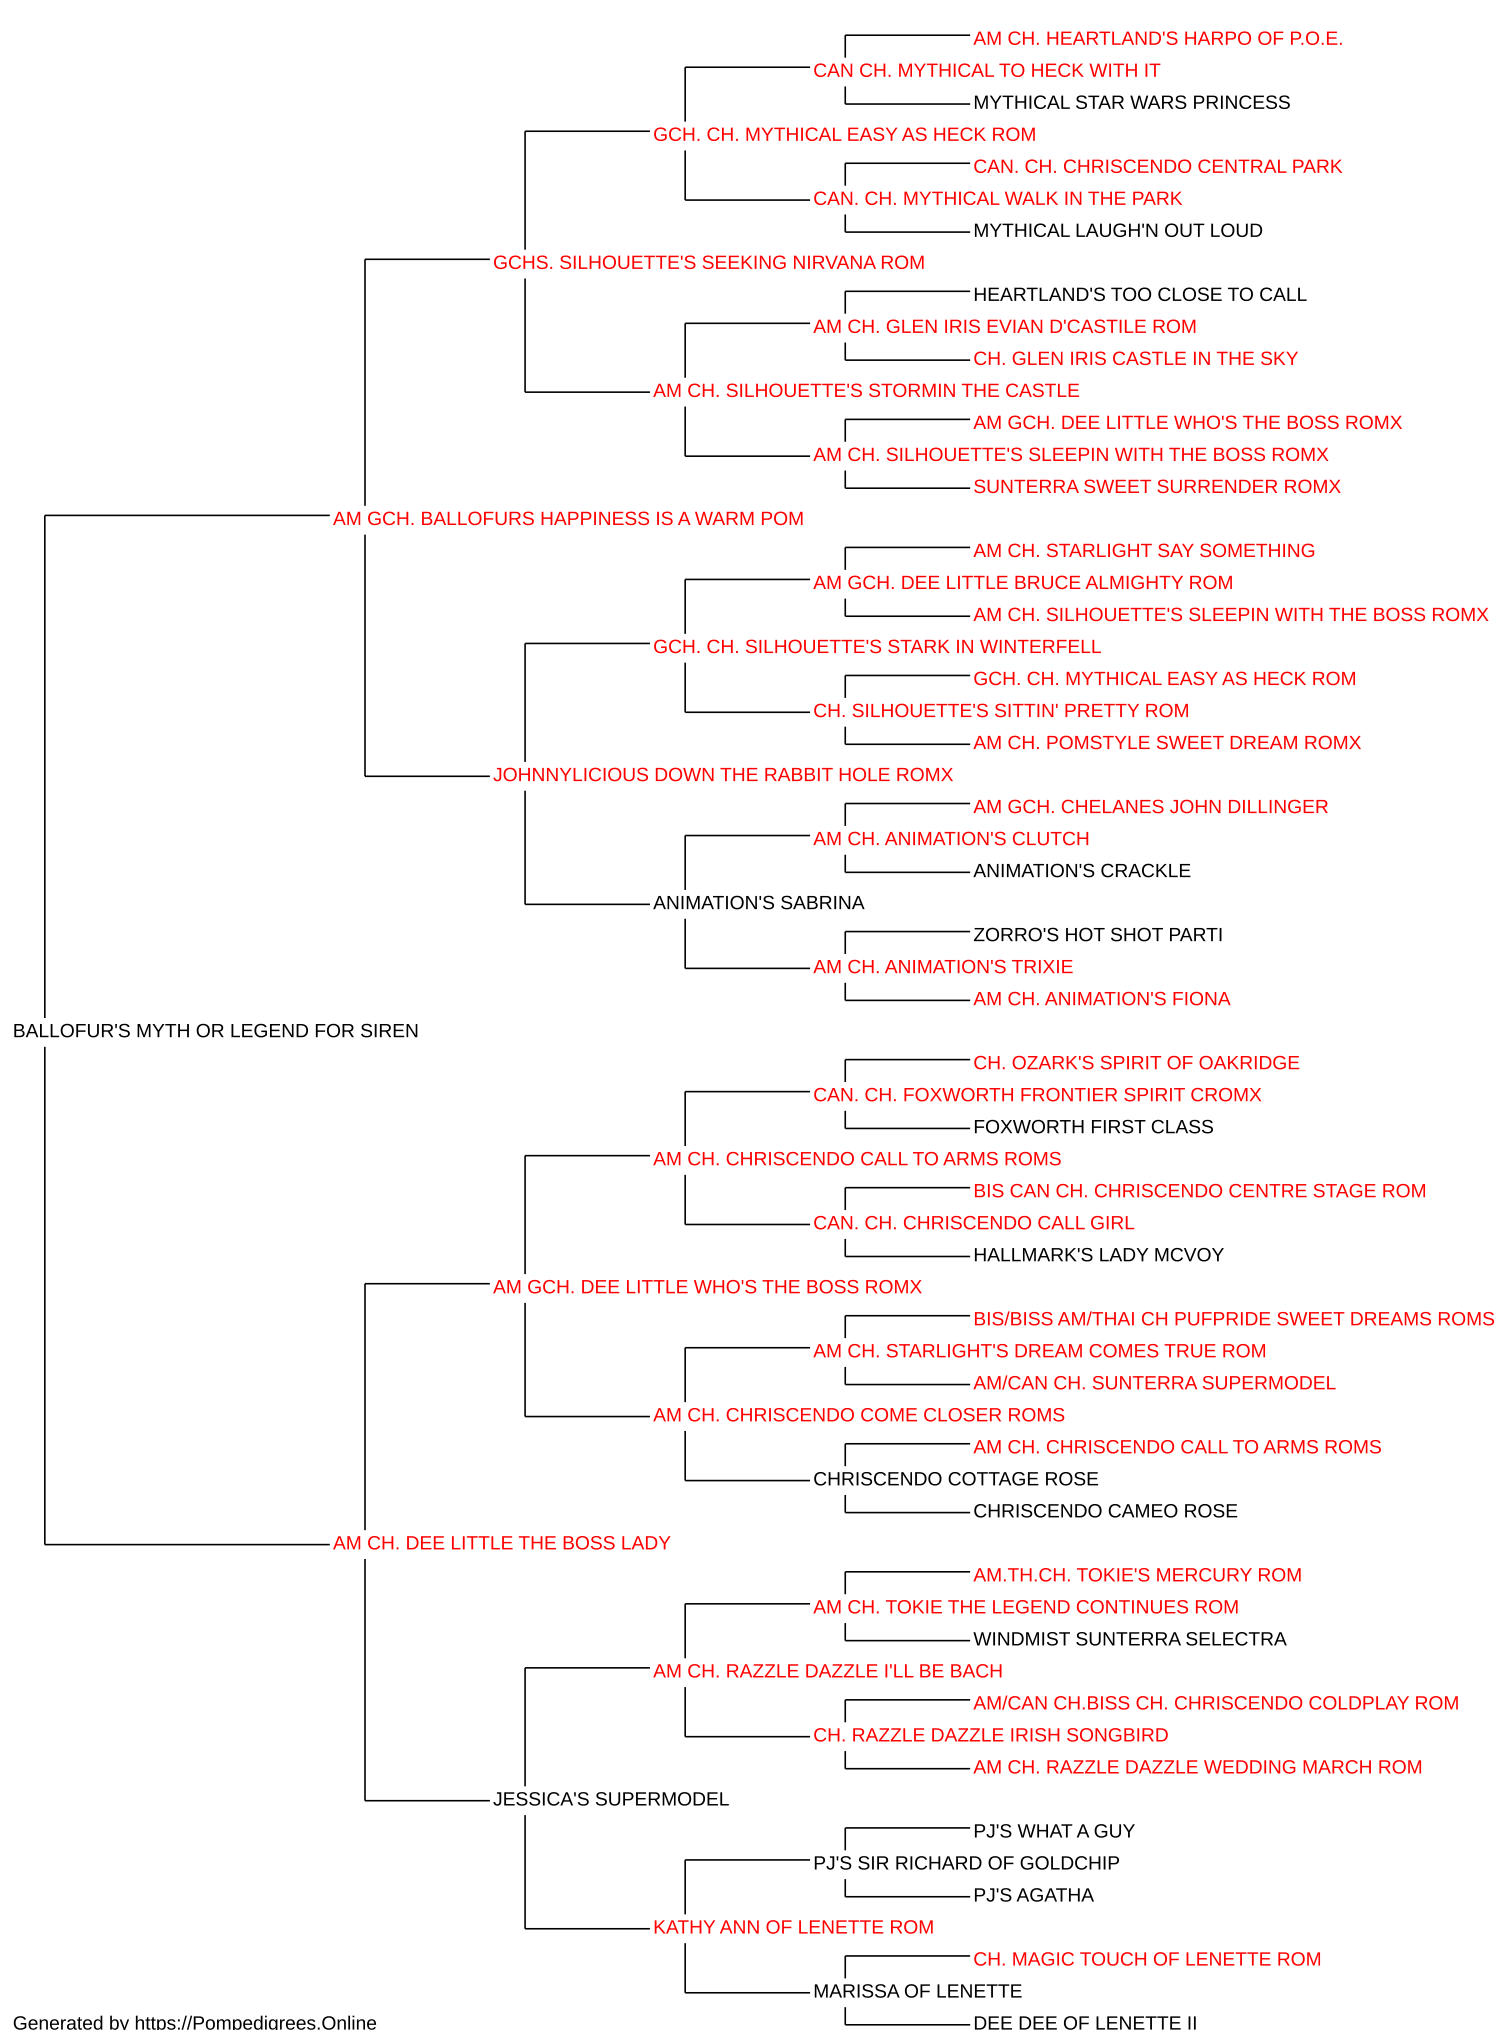 AM CH. HEARTLAND'S HARPO OF P.O.E.
CAN CH. MYTHICAL TO HECK WITH IT
MYTHICAL STAR WARS PRINCESS
GCH. CH. MYTHICAL EASY AS HECK ROM
CAN. CH. CHRISCENDO CENTRAL PARK
CAN. CH. MYTHICAL WALK IN THE PARK
MYTHICAL LAUGH'N OUT LOUD
GCHS. SILHOUETTE'S SEEKING NIRVANA ROM
HEARTLAND'S TOO CLOSE TO CALL
AM CH. GLEN IRIS EVIAN D'CASTILE ROM
CH. GLEN IRIS CASTLE IN THE SKY
AM CH. SILHOUETTE'S STORMIN THE CASTLE
AM GCH. DEE LITTLE WHO'S THE BOSS ROMX
AM CH. SILHOUETTE'S SLEEPIN WITH THE BOSS ROMX
SUNTERRA SWEET SURRENDER ROMX
AM GCH. BALLOFURS HAPPINESS IS A WARM POM
AM CH. STARLIGHT SAY SOMETHING
AM GCH. DEE LITTLE BRUCE ALMIGHTY ROM
AM CH. SILHOUETTE'S SLEEPIN WITH THE BOSS ROMX
GCH. CH. SILHOUETTE'S STARK IN WINTERFELL
GCH. CH. MYTHICAL EASY AS HECK ROM
CH. SILHOUETTE'S SITTIN' PRETTY ROM
AM CH. POMSTYLE SWEET DREAM ROMX
JOHNNYLICIOUS DOWN THE RABBIT HOLE ROMX
AM GCH. CHELANES JOHN DILLINGER
AM CH. ANIMATION'S CLUTCH
ANIMATION'S CRACKLE
ANIMATION'S SABRINA
ZORRO'S HOT SHOT PARTI
AM CH. ANIMATION'S TRIXIE
AM CH. ANIMATION'S FIONA
BALLOFUR'S MYTH OR LEGEND FOR SIREN
CH. OZARK'S SPIRIT OF OAKRIDGE
CAN. CH. FOXWORTH FRONTIER SPIRIT CROMX
FOXWORTH FIRST CLASS
AM CH. CHRISCENDO CALL TO ARMS ROMS
BIS CAN CH. CHRISCENDO CENTRE STAGE ROM
CAN. CH. CHRISCENDO CALL GIRL
HALLMARK'S LADY MCVOY
AM GCH. DEE LITTLE WHO'S THE BOSS ROMX
BIS/BISS AM/THAI CH PUFPRIDE SWEET DREAMS ROMS
AM CH. STARLIGHT'S DREAM COMES TRUE ROM
AM/CAN CH. SUNTERRA SUPERMODEL
AM CH. CHRISCENDO COME CLOSER ROMS
AM CH. CHRISCENDO CALL TO ARMS ROMS
CHRISCENDO COTTAGE ROSE
CHRISCENDO CAMEO ROSE
AM CH. DEE LITTLE THE BOSS LADY
AM.TH.CH. TOKIE'S MERCURY ROM
AM CH. TOKIE THE LEGEND CONTINUES ROM
WINDMIST SUNTERRA SELECTRA
AM CH. RAZZLE DAZZLE I'LL BE BACH
AM/CAN CH.BISS CH. CHRISCENDO COLDPLAY ROM
CH. RAZZLE DAZZLE IRISH SONGBIRD
AM CH. RAZZLE DAZZLE WEDDING MARCH ROM
JESSICA'S SUPERMODEL
PJ'S WHAT A GUY
PJ'S SIR RICHARD OF GOLDCHIP
PJ'S AGATHA
KATHY ANN OF LENETTE ROM
CH. MAGIC TOUCH OF LENETTE ROM
MARISSA OF LENETTE
DEE DEE OF LENETTE II
Generated by https://Pompedigrees.Online